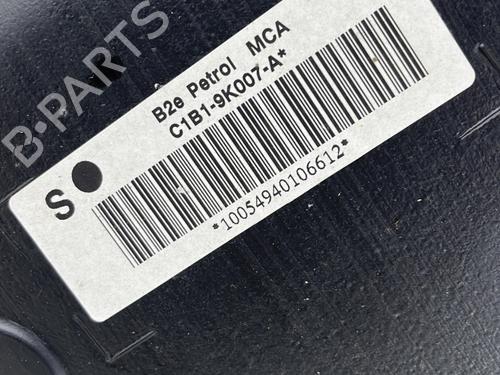 B2e Petrol MCA
C1B1-9K007-A*
S
*10054940106612*
B-PARTS